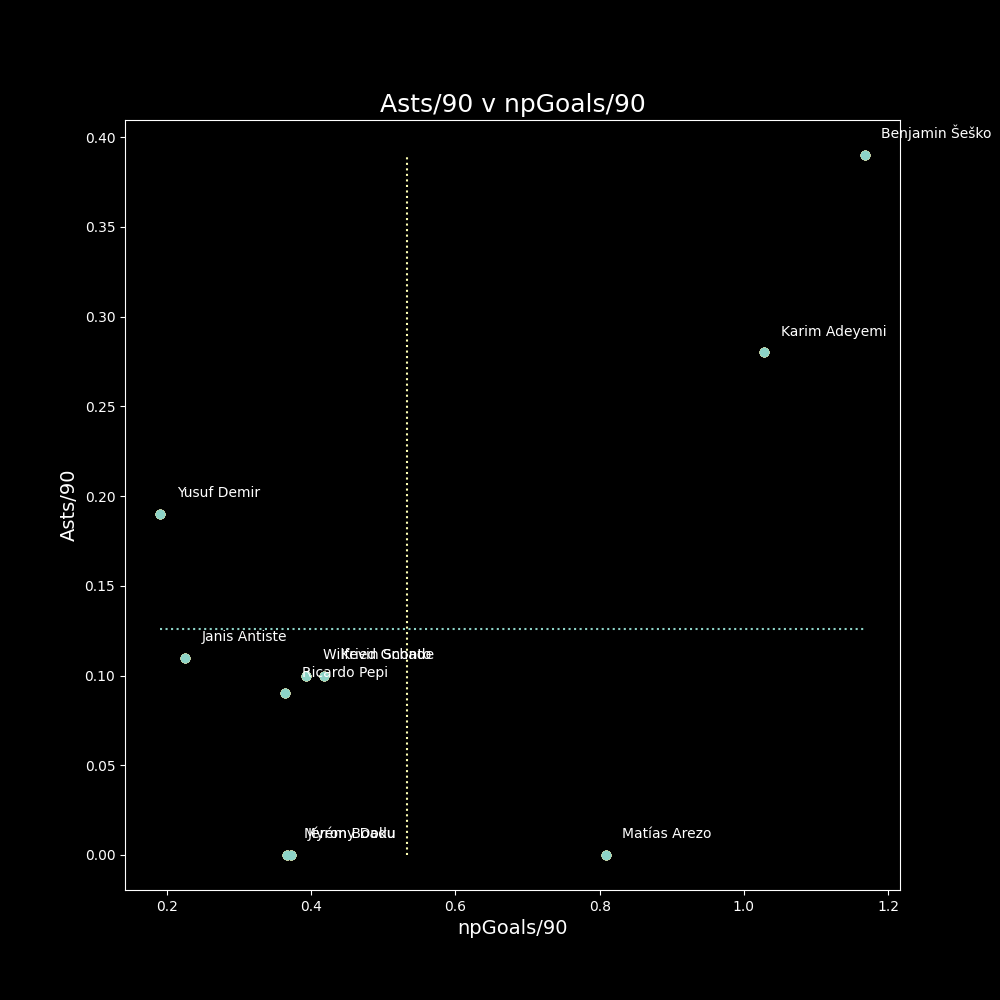 Asts/90 v npGoals/90
Benjamin Šeško
Karim Adeyemi
Yusuf Demir
Janis Antiste
Ricardo Pepi
Matías Arezo
0.40
0.35
0.30
0.25
0.20
0.15
0.10
0.05
0.00
Asts/90
0.2
0.4
0.6
0.8
1.0
1.2
npGoals/90